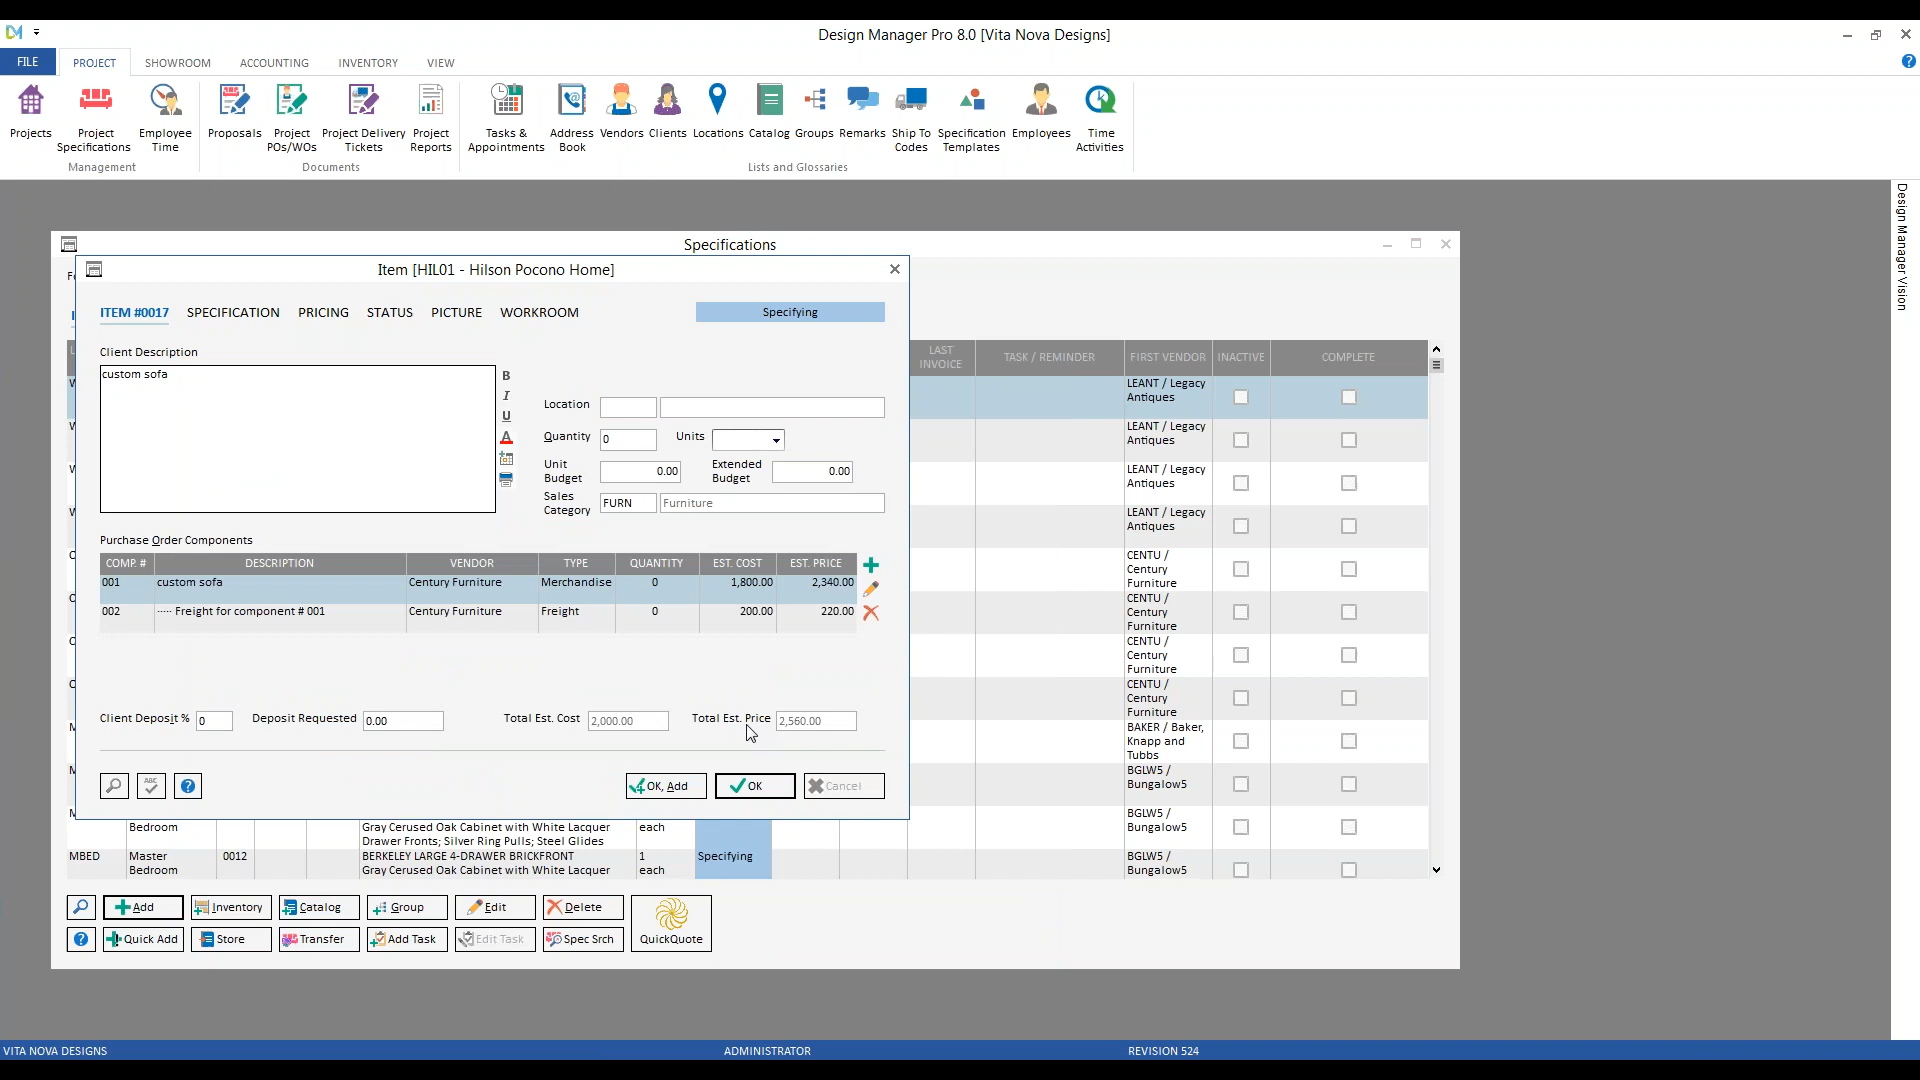 Design Manager Pro 8.0 [Vita Nova Designs]
FILE PROJECT SHOWROOM ACCOUNTING INVENTORY VIEW
Projects
Project Specifications
Employee Time
Proposals
Project POs/WOs
Project Delivery Tickets
Project Reports
Tasks & Appointments
Address Book
Vendors
Clients
Locations
Catalog
Groups
Remarks
Ship To Codes
Specification Templates
Employees
Time Activities
Management Documents Lists and Glossaries
Design Manager Vision
Specifications
Item [HIL01 - Hilson Pocono Home]
ITEM #0017 SPECIFICATION PRICING STATUS PICTURE WORKROOM Specifying
Client Description
custom sofa
B
I
U
A
Location
Quantity 0 Units
Unit Budget 0.00 Extended Budget 0.00
Sales Category FURN Furniture
Purchase Order Components
COMP. # DESCRIPTION VENDOR TYPE QUANTITY EST. COST EST. PRICE
001 custom sofa Century Furniture Merchandise 0 1,800.00 2,340.00
002 ----- Freight for component # 001 Century Furniture Freight 0 200.00 220.00
Client Deposit % 0 Deposit Requested 0.00 Total Est. Cost 2,000.00 Total Est. Price 2,560.00
ABC ? OK, Add OK Cancel
LAST INVOICE TASK / REMINDER FIRST VENDOR INACTIVE COMPLETE
LEANT / Legacy
Antiques
LEANT / Legacy
Antiques
LEANT / Legacy
Antiques
LEANT / Legacy
Antiques
CENTU /
Century
Furniture
CENTU /
Century
Furniture
CENTU /
Century
Furniture
CENTU /
Century
Furniture
BAKER / Baker,
Knapp and
Tubbs
BGLW5 /
Bungalow5
BGLW5 /
Bungalow5
BGLW5 /
Bungalow5
Bedroom Gray Cerused Oak Cabinet with White Lacquer each
Drawer Fronts; Silver Ring Pulls; Steel Glides
MBED Master 0012 BERKELEY LARGE 4-DRAWER BRICKFRONT 1 Specifying
Bedroom Gray Cerused Oak Cabinet with White Lacquer each
Add Inventory Catalog Group Edit Delete
? Quick Add Store Transfer Add Task Edit Task Spec Srch QuickQuote
VITA NOVA DESIGNS ADMINISTRATOR REVISION 524